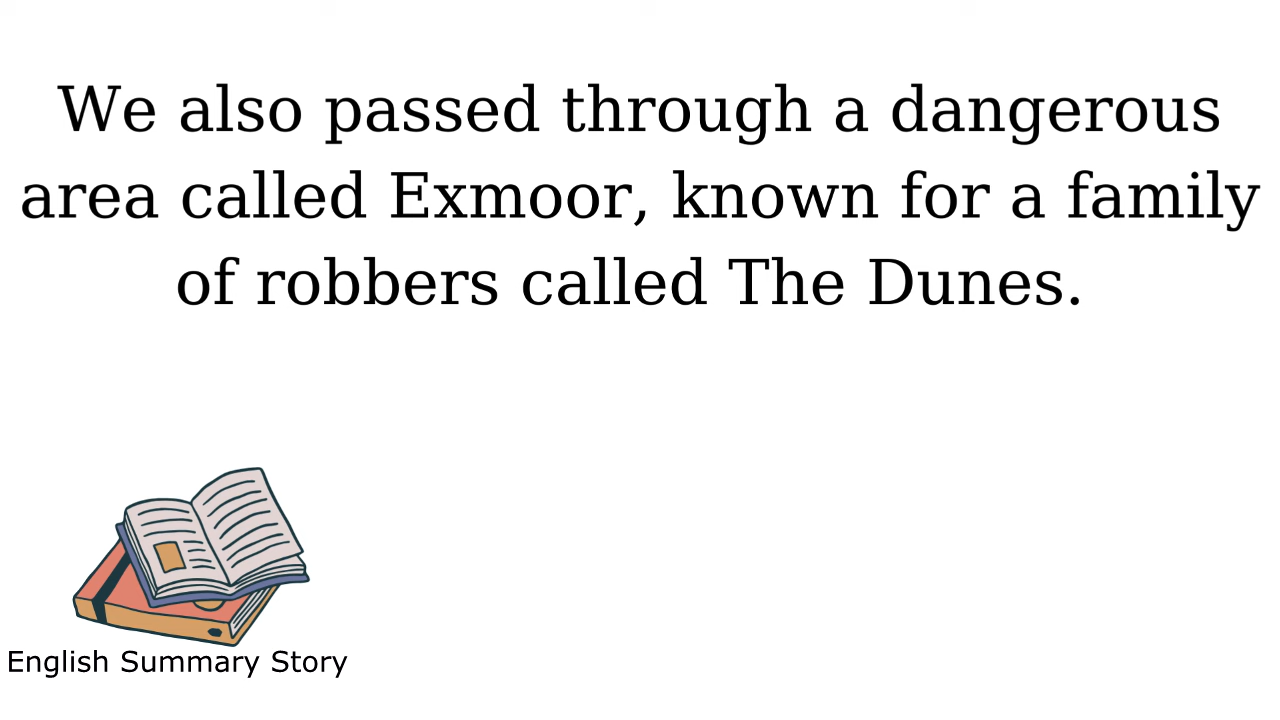 We also passed through a dangerous
area called Exmoor, known for a family
of robbers called The Dunes.
English Summary Story